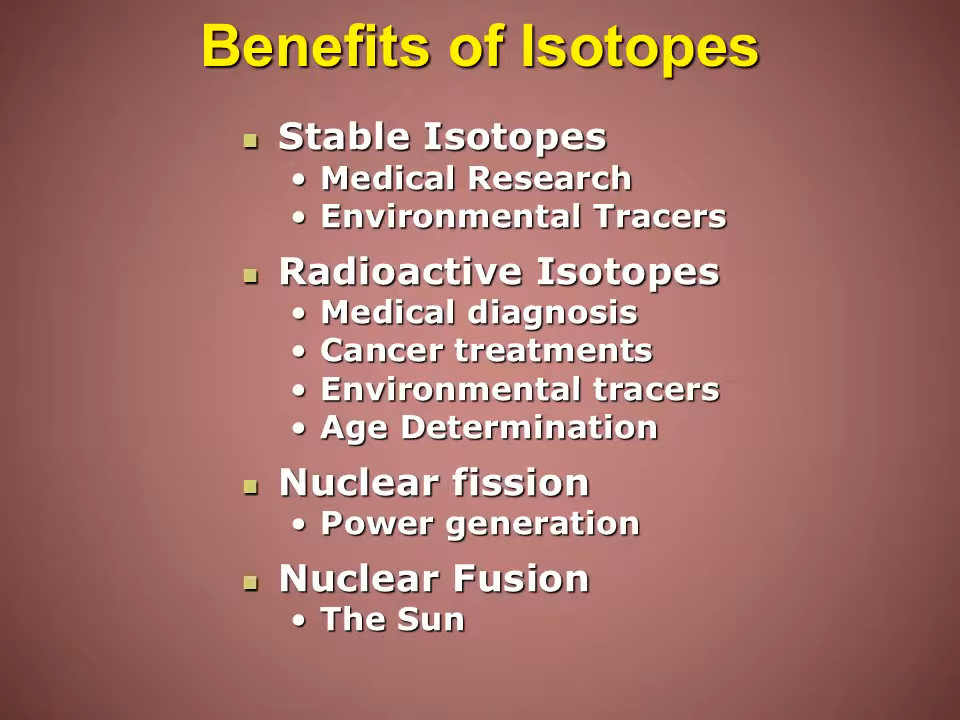 Benefits of Isotopes
Stable Isotopes
• Medical Research
• Environmental Tracers
Radioactive Isotopes
• Medical diagnosis
• Cancer treatments
• Environmental tracers
• Age Determination
Nuclear fission
• Power generation
Nuclear Fusion
• The Sun